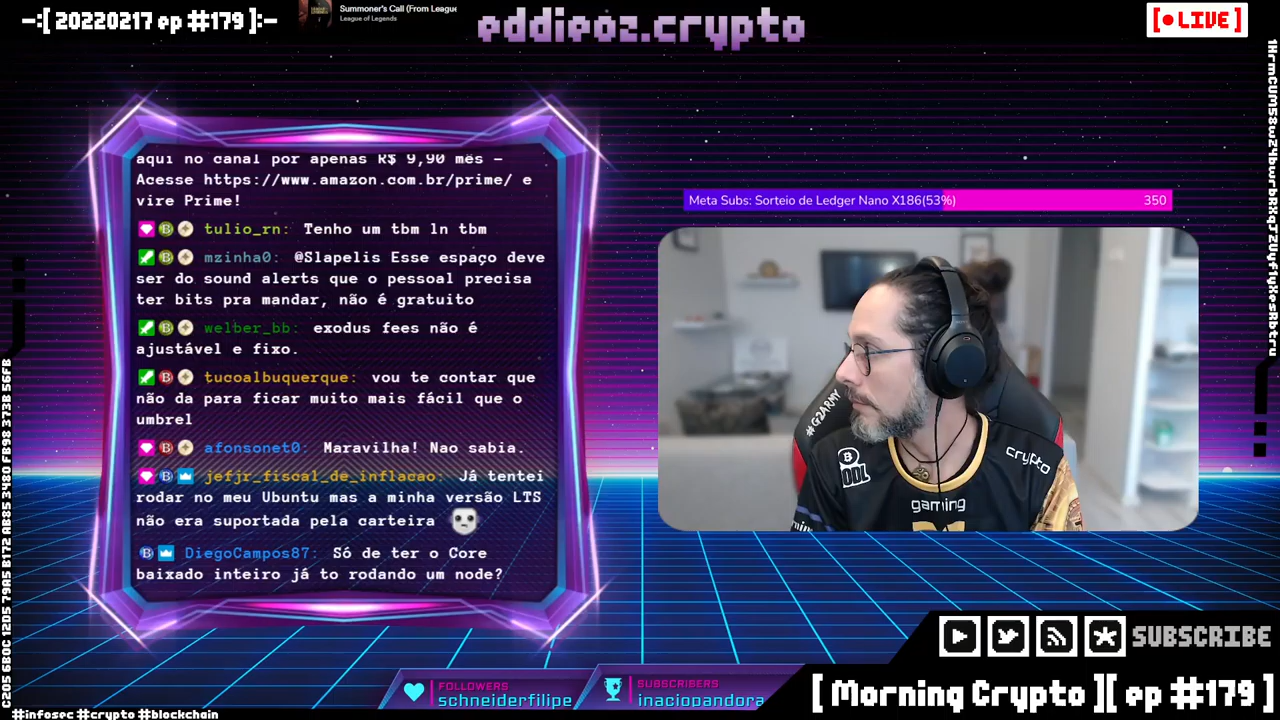 -:[ 20220217 ep #179 ]:-
Summoner's Call (From Leagu
League of Legends
eddieoz.crypto
[• LIVE ]
aqui no canal por apenas R$ 9,90 mês -
Acesse https://www.amazon.com.br/prime/ e
vire Prime!
tulio_rn: Tenho um tbm ln tbm
mzinha0: @Slapelis Esse espaço deve
ser do sound alerts que o pessoal precisa
ter bits pra mandar, não é gratuito
welber_bb: exodus fees não é
ajustável e fixo.
tucoalbuquerque: vou te contar que
não da para ficar muito mais fácil que o
umbrel
afonsonet0: Maravilha! Nao sabia.
jefjr_fiscal_de_inflacao: Já tentei
rodar no meu Ubuntu mas a minha versão LTS
não era suportada pela carteira
DiegoCampos87: Só de ter o Core
baixado inteiro já to rodando um node?
Meta Subs: Sorteio de Ledger Nano X186(53%)
350
#G2ARMY
DOL
crypto
gaming
SUBSCRIBE
FOLLOWERS
schneiderfilipe
SUBSCRIBERS
inaciopandora
[ Morning Crypto ][ ep #179 ]
#infosec #crypto #blockchain